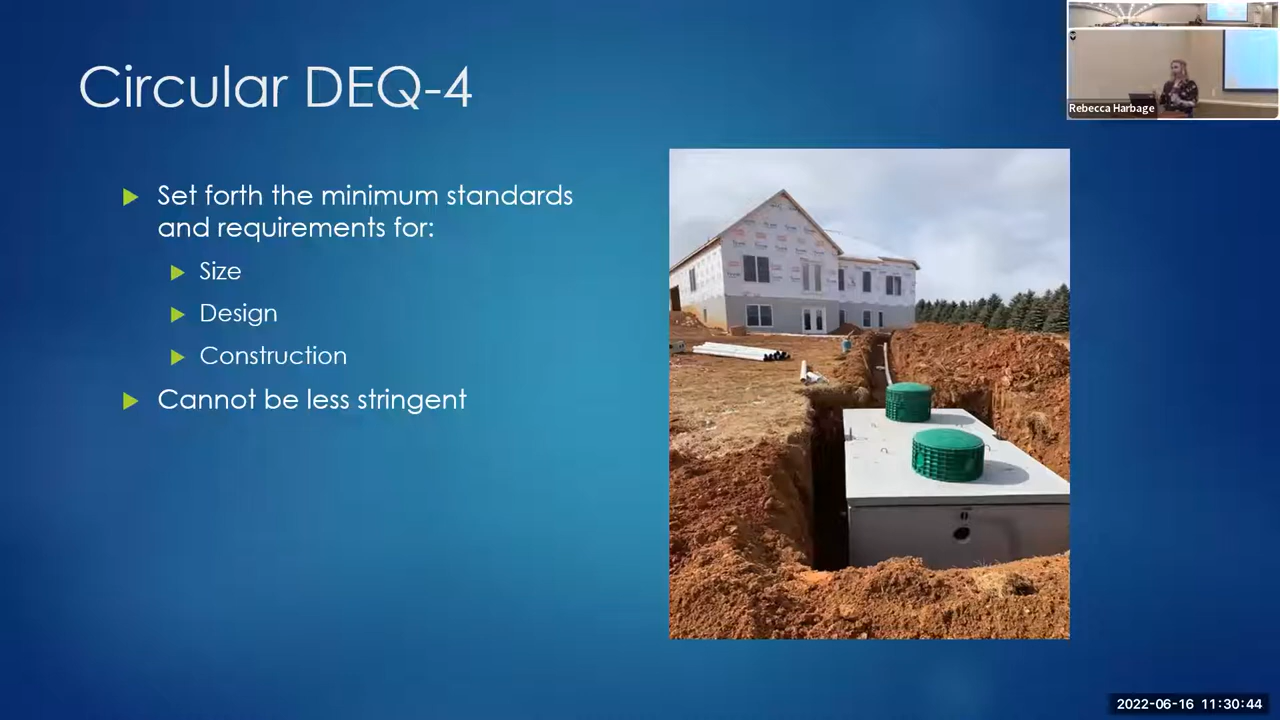 Circular DEQ-4
Set forth the minimum standards
and requirements for:
Size
Design
Construction
Cannot be less stringent
Rebecca Harbage
2022-06-16 11:30:44